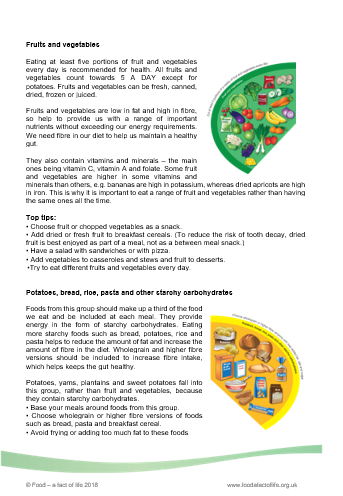 Fruits and vegetables
Eating at least five portions of fruit and vegetables
every day is recommended for health. All fruits and
vegetables count towards 5 A DAY except for
potatoes. Fruits and vegetables can be fresh, canned,
dried, frozen or juiced.
Fruits and vegetables are low in fat and high in fibre,
so help to provide us with a range of important
nutrients without exceeding our energy requirements.
We need fibre in our diet to help us maintain a healthy
gut.
They also contain vitamins and minerals – the main
ones being vitamin C, vitamin A and folate. Some fruit
and vegetables are higher in some vitamins and
minerals than others, e.g. bananas are high in potassium, whereas dried apricots are high
in iron. This is why it is important to eat a range of fruit and vegetables rather than having
the same ones all the time.
Top tips:
• Choose fruit or chopped vegetables as a snack.
• Add dried or fresh fruit to breakfast cereals. (To reduce the risk of tooth decay, dried
fruit is best enjoyed as part of a meal, not as a between meal snack.)
• Have a salad with sandwiches or with pizza.
• Add vegetables to casseroles and stews and fruit to desserts.
•Try to eat different fruits and vegetables every day.
Potatoes, bread, rice, pasta and other starchy carbohydrates
Foods from this group should make up a third of the food
we eat and be included at each meal. They provide
energy in the form of starchy carbohydrates. Eating
more starchy foods such as bread, potatoes, rice and
pasta helps to reduce the amount of fat and increase the
amount of fibre in the diet. Wholegrain and higher fibre
versions should be included to increase fibre intake,
which helps keeps the gut healthy.
Potatoes, yams, plantains and sweet potatoes fall into
this group, rather than fruit and vegetables, because
they contain starchy carbohydrates.
• Base your meals around foods from this group.
• Choose wholegrain or higher fibre versions of foods
such as bread, pasta and breakfast cereal.
• Avoid frying or adding too much fat to these foods
© Food – a fact of life 2018
www.foodafactoflife.org.uk